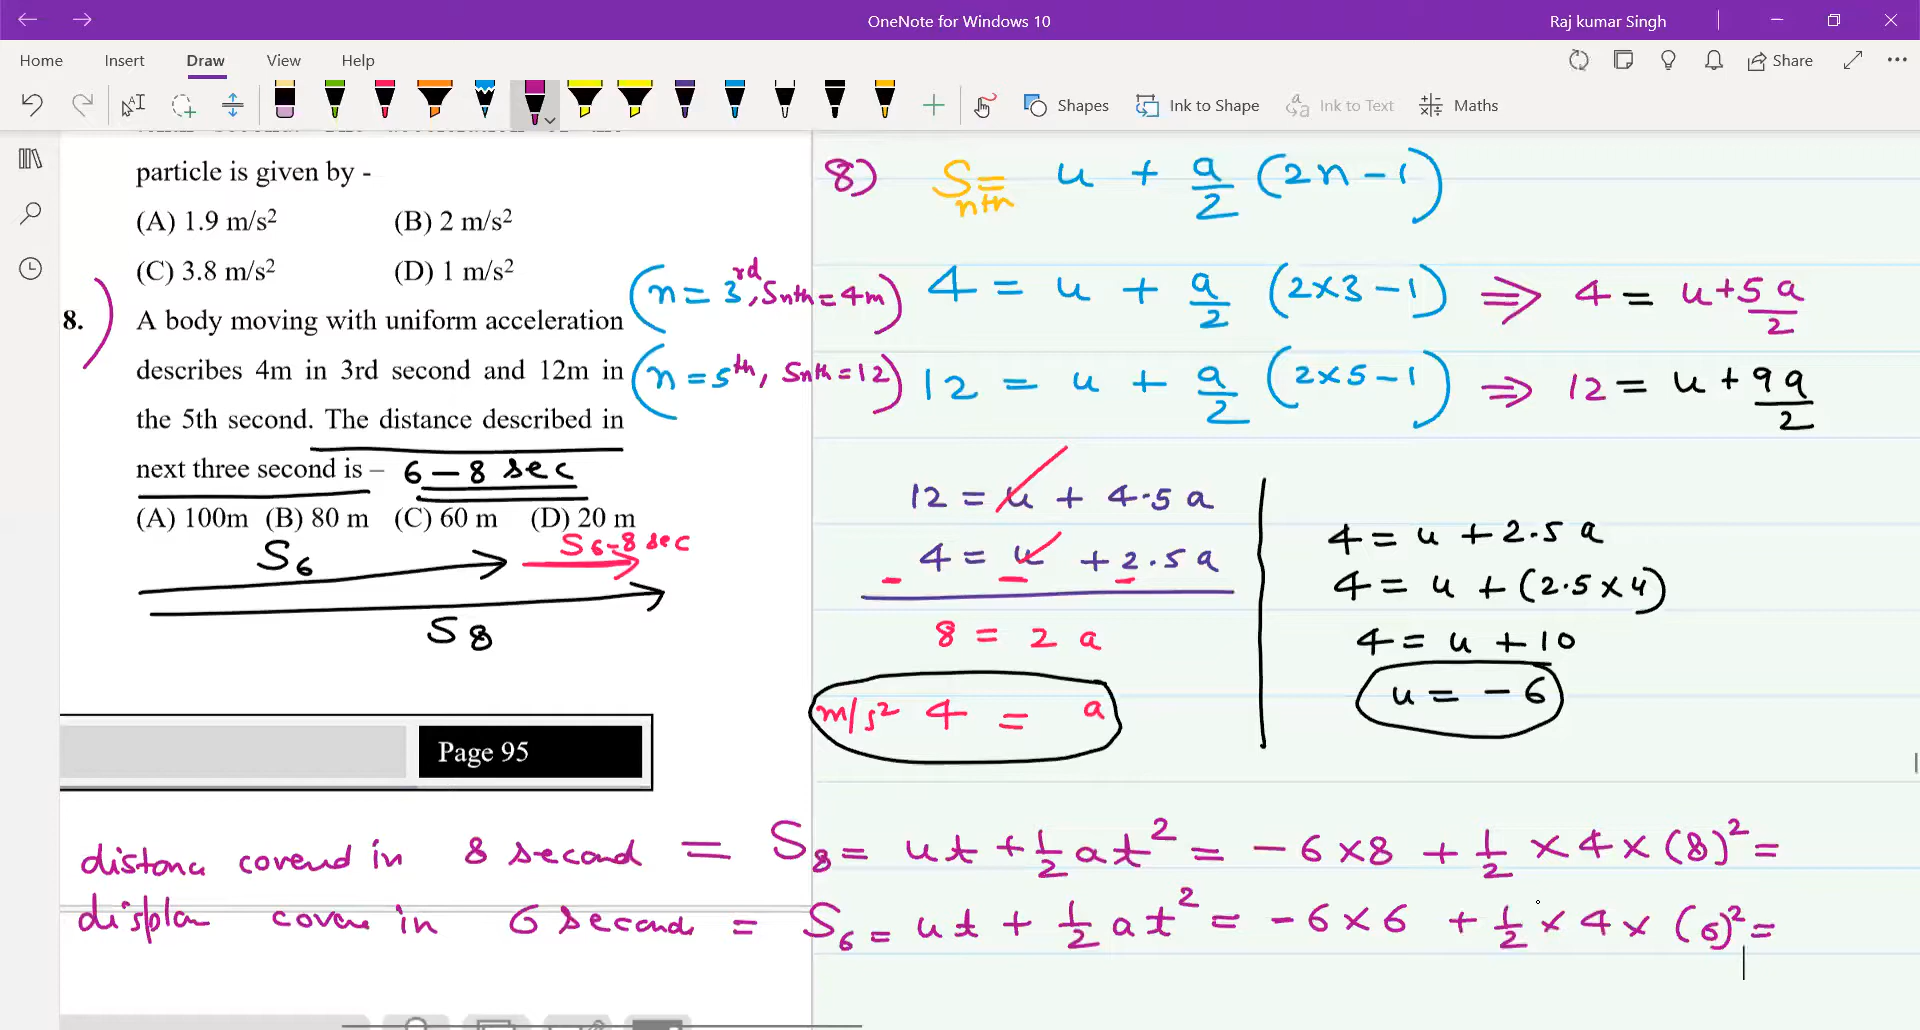 OneNote for Windows 10
Raj kumar Singh
Home Insert Draw View Help
Share
Shapes Ink to Shape Ink to Text Maths
particle is given by -
(A) 1.9 m/s² (B) 2 m/s²
(C) 3.8 m/s² (D) 1 m/s²
8. A body moving with uniform acceleration
describes 4m in 3rd second and 12m in
the 5th second. The distance described in
next three second is – 6 – 8 sec
(A) 100m (B) 80 m (C) 60 m (D) 20 m
S6
S6-8 sec
S8
Page 95
8) Snth = u + a/2 (2n - 1)
(n = 3rd, Snth = 4m) 4 = u + a/2 (2×3 - 1) ⇒ 4 = u + 5a/2
(n = 5th, Snth = 12) 12 = u + a/2 (2×5 - 1) ⇒ 12 = u + 9a/2
12 = u + 4.5 a
4 = u + 2.5 a
8 = 2 a
m/s² 4 = a
4 = u + 2.5 a
4 = u + (2.5 × 4)
4 = u + 10
u = - 6
distanc coverd in 8 second = S8 = ut + 1/2 at² = - 6 × 8 + 1/2 × 4 × (8)² =
displan cover in 6 second = S6 = ut + 1/2 at² = - 6 × 6 + 1/2 × 4 × (6)² =